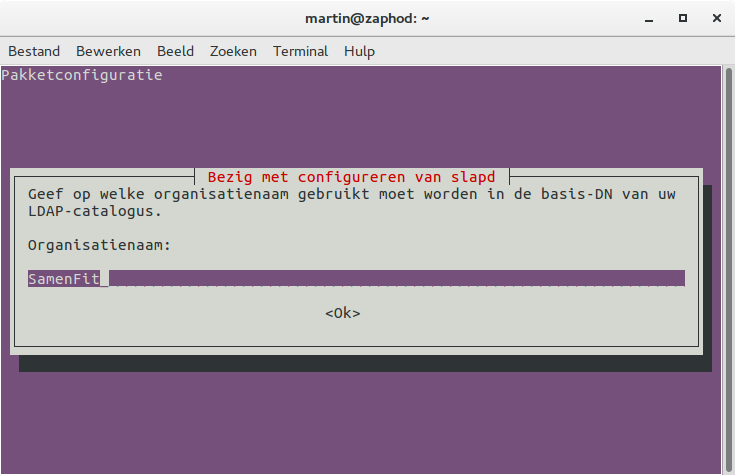 martin@zaphod: ~
Bestand Bewerken Beeld Zoeken Terminal Hulp
Pakketconfiguratie
Bezig met configureren van slapd
Geef op welke organisatienaam gebruikt moet worden in de basis-DN van uw
LDAP-catalogus.
Organisatienaam:
SamenFit
<Ok>